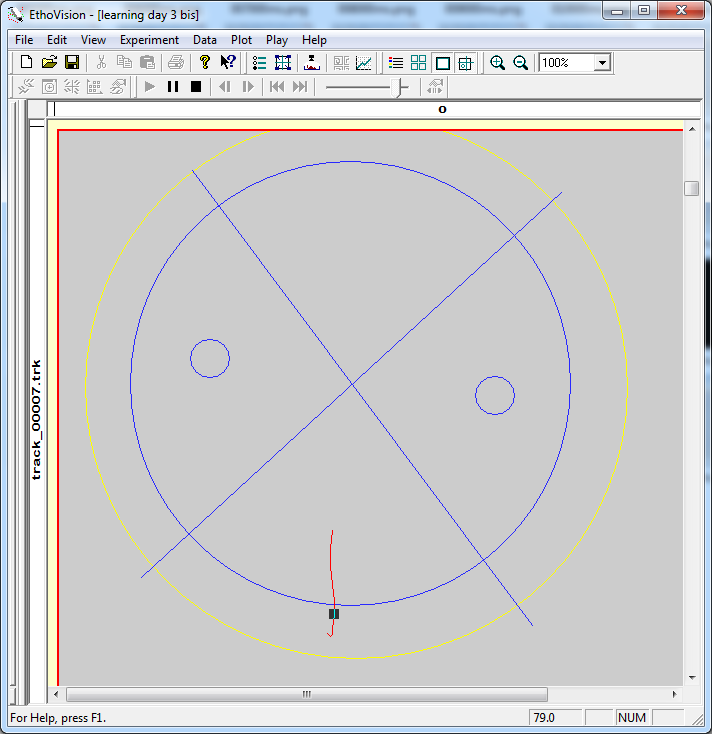 EthoVision - [learning day 3 bis]
File Edit View Experiment Data Plot Play Help
100%
0
track_00007.trk
For Help, press F1.
79.0
NUM